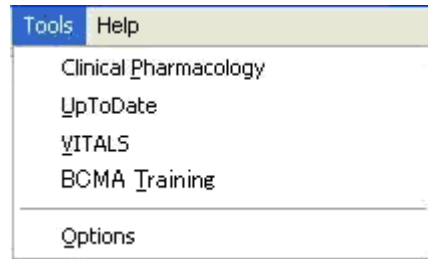 Tools Help
Clinical Pharmacology
UpToDate
VITALS
BCMA Training
Options